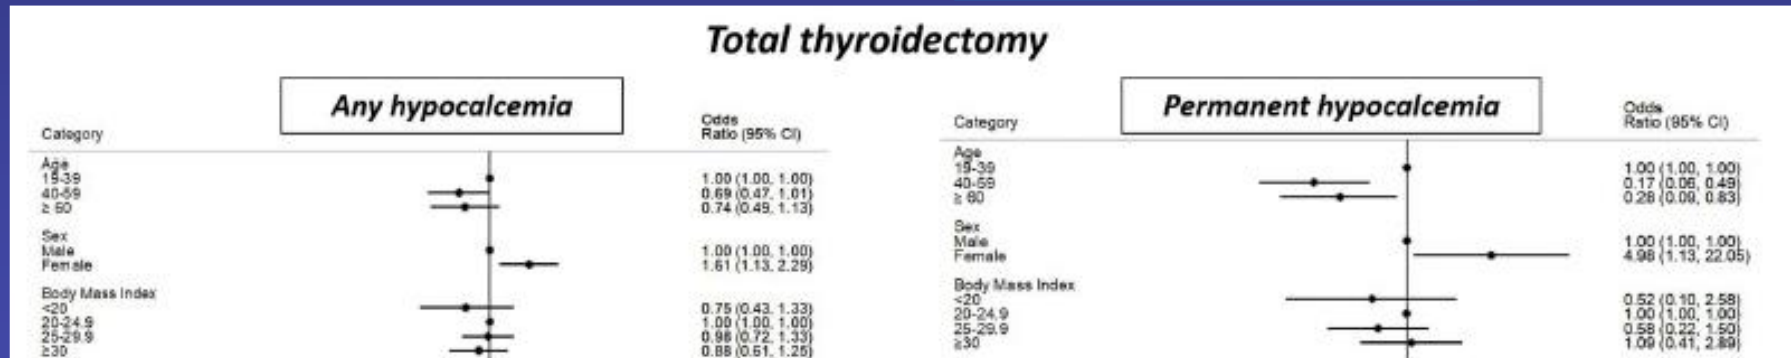 Total thyroidectomy
Any hypocalcemia
Category
Odds
Ratio (95% CI)
Age
19-39 1.00 (1.00, 1.00)
40-59 0.69 (0.47, 1.01)
≥ 60 0.74 (0.49, 1.13)
Sex
Male 1.00 (1.00, 1.00)
Female 1.61 (1.13, 2.29)
Body Mass Index
<20 0.75 (0.43, 1.33)
20-24.9 1.00 (1.00, 1.00)
25-29.9 0.98 (0.72, 1.33)
≥30 0.88 (0.61, 1.25)
Permanent hypocalcemia
Category
Odds
Ratio (95% CI)
Age
19-39 1.00 (1.00, 1.00)
40-59 0.17 (0.06, 0.49)
≥ 60 0.28 (0.09, 0.83)
Sex
Male 1.00 (1.00, 1.00)
Female 4.98 (1.13, 22.05)
Body Mass Index
<20 0.52 (0.10, 2.58)
20-24.9 1.00 (1.00, 1.00)
25-29.9 0.58 (0.22, 1.50)
≥30 1.09 (0.41, 2.89)